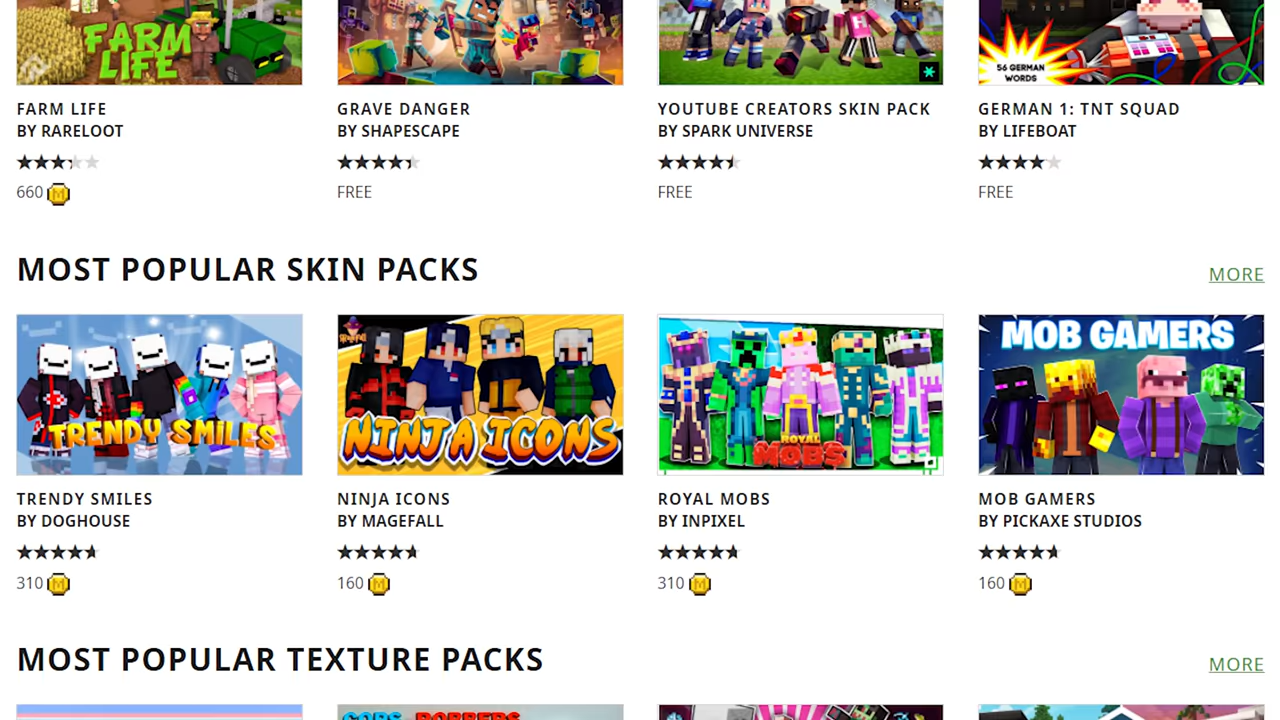 FARM
LIFE
56 GERMAN
WORDS
FARM LIFE
BY RARELOOT
660
GRAVE DANGER
BY SHAPESCAPE
FREE
YOUTUBE CREATORS SKIN PACK
BY SPARK UNIVERSE
FREE
GERMAN 1: TNT SQUAD
BY LIFEBOAT
FREE
MOST POPULAR SKIN PACKS
MORE
TRENDY SMILES
NINJA ICONS
ROYAL
MOBS
MOB GAMERS
TRENDY SMILES
BY DOGHOUSE
310
NINJA ICONS
BY MAGEFALL
160
ROYAL MOBS
BY INPIXEL
310
MOB GAMERS
BY PICKAXE STUDIOS
160
MOST POPULAR TEXTURE PACKS
MORE
COPS ROBBERS